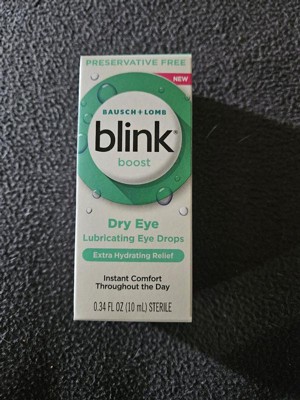 PRESERVATIVE FREE
NEW
BAUSCH + LOMB
blink®
boost
Dry Eye
Lubricating Eye Drops
Extra Hydrating Relief
Instant Comfort
Throughout the Day
0.34 FL OZ (10 mL) STERILE